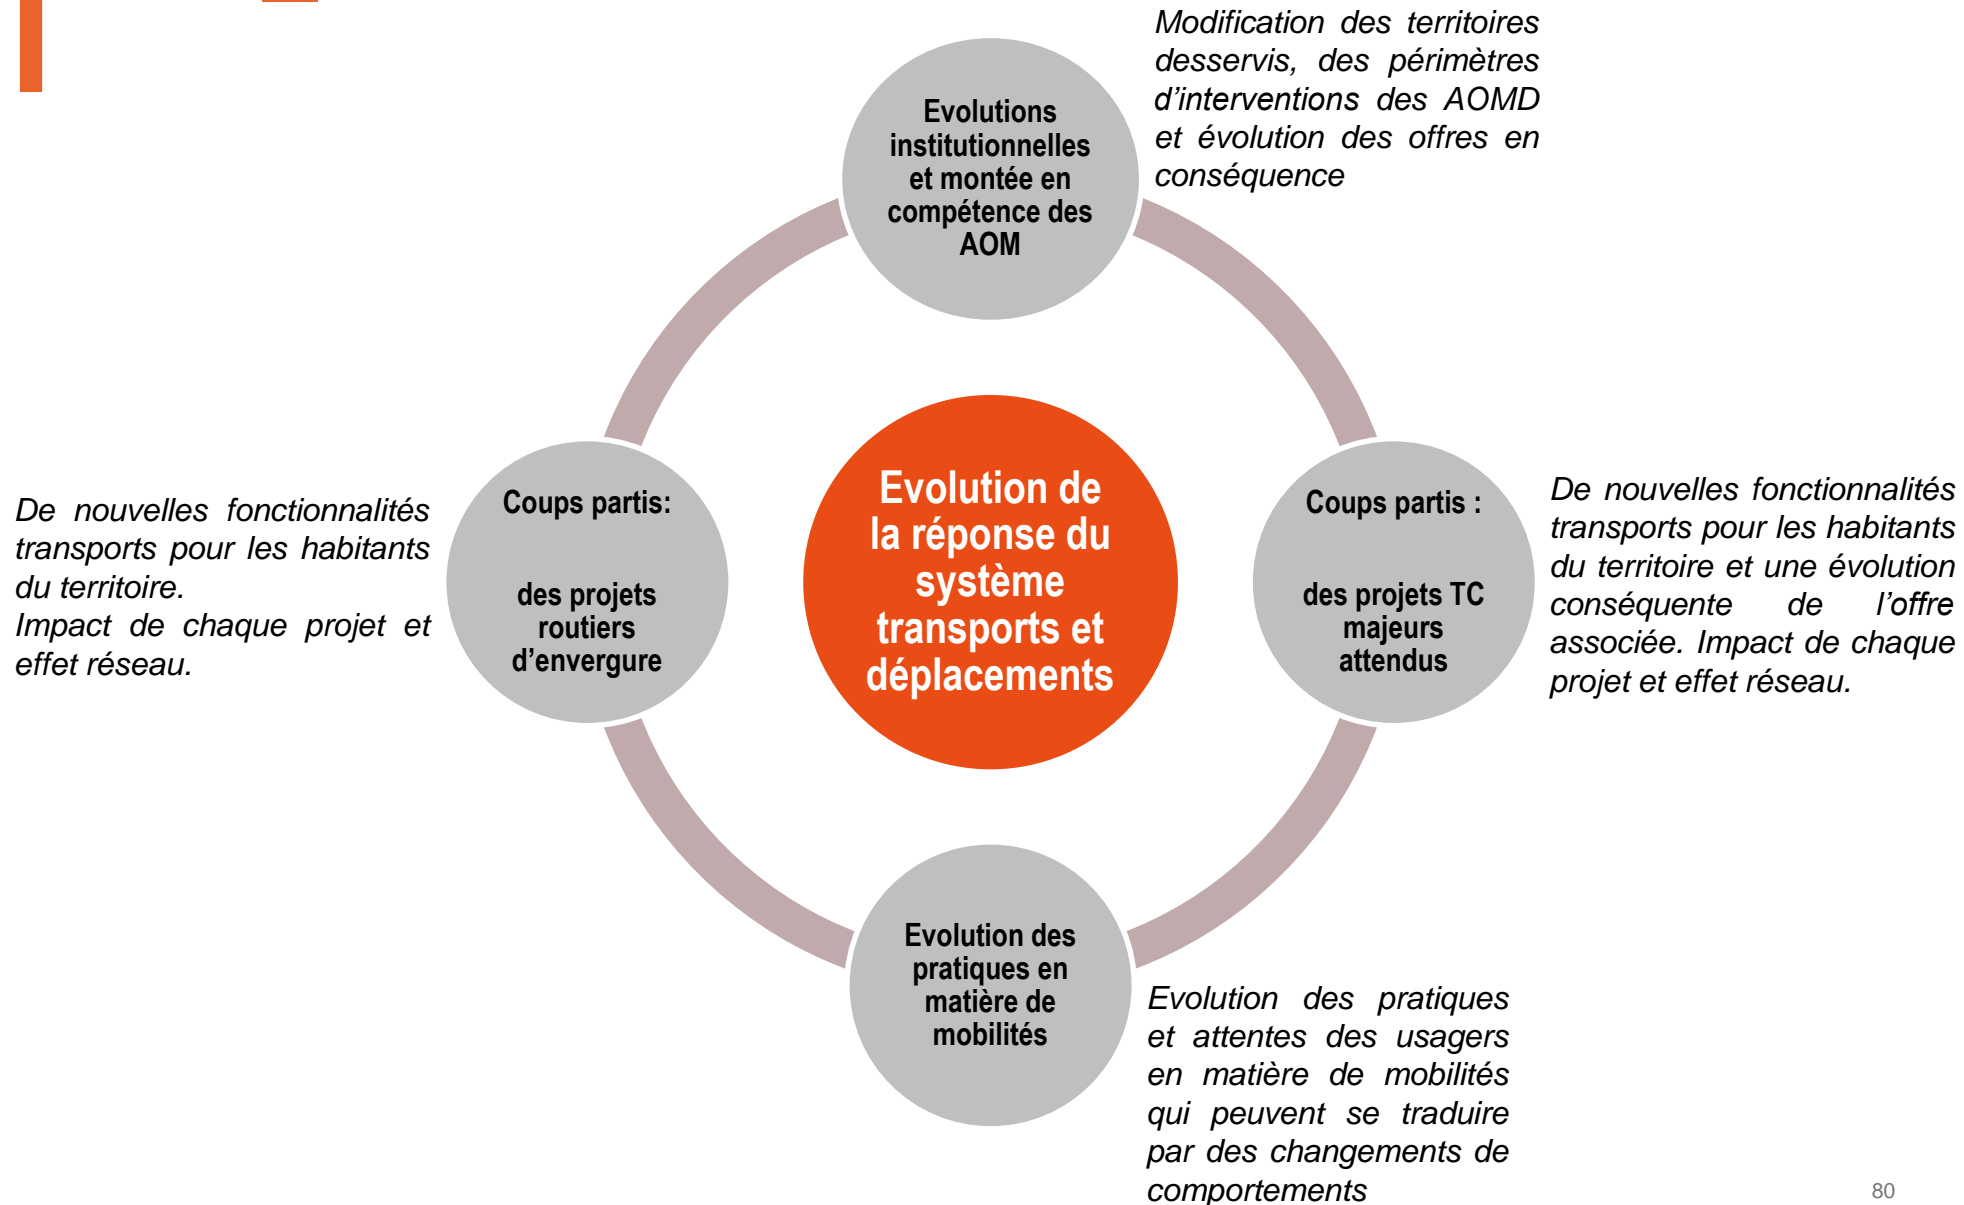 Modification des territoires
desservis, des périmètres
d’interventions des AOMD
et évolution des offres en
conséquence
Evolutions
institutionnelles
et montée en
compétence des
AOM
De nouvelles fonctionnalités
transports pour les habitants
du territoire.
Impact de chaque projet et
effet réseau.
Coups partis:
des projets
routiers
d’envergure
Evolution de
la réponse du
système
transports et
déplacements
Coups partis :
des projets TC
majeurs
attendus
De nouvelles fonctionnalités
transports pour les habitants
du territoire et une évolution
conséquente de l’offre
associée. Impact de chaque
projet et effet réseau.
Evolution des
pratiques en
matière de
mobilités
Evolution des pratiques
et attentes des usagers
en matière de mobilités
qui peuvent se traduire
par des changements de
comportements
80